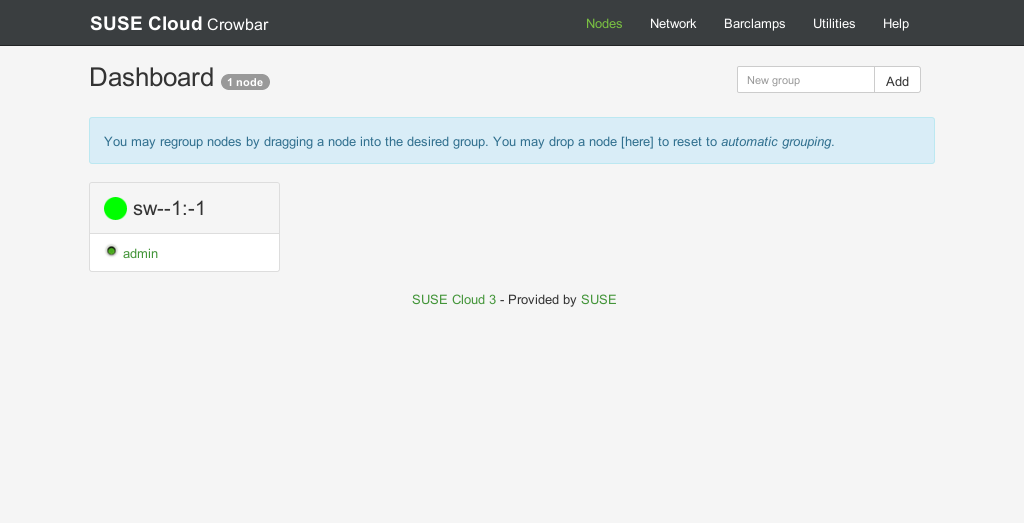 SUSE Cloud Crowbar Nodes Network Barclamps Utilities Help
Dashboard 1 node New group Add
You may regroup nodes by dragging a node into the desired group. You may drop a node [here] to reset to automatic grouping.
sw--1:-1
admin
SUSE Cloud 3 - Provided by SUSE